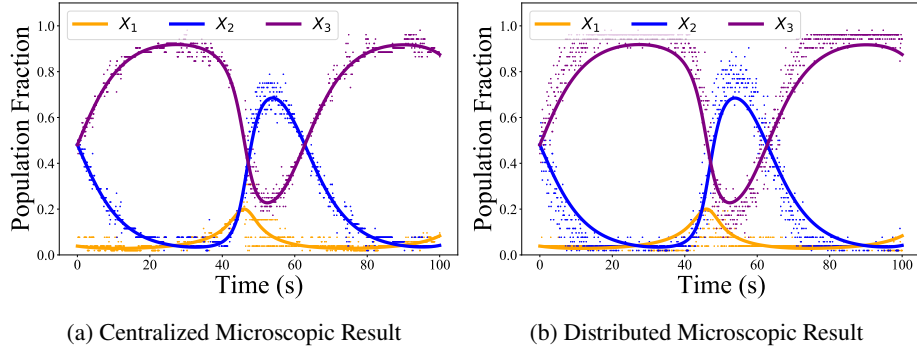 X₁ X₂ X₃
Population Fraction
1.0
0.8
0.6
0.4
0.2
0.0
0 20 40 60 80 100
Time (s)
(a) Centralized Microscopic Result
X₁ X₂ X₃
Population Fraction
1.0
0.8
0.6
0.4
0.2
0.0
0 20 40 60 80 100
Time (s)
(b) Distributed Microscopic Result